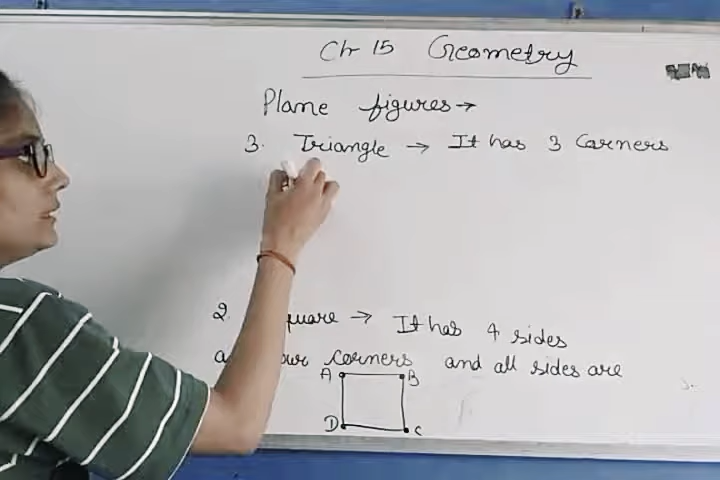 Ch 15 Geometry
Plane figures →
3. Triangle → It has 3 Corners
2. quare → It has 4 sides
corners and all sides are
A B
D C